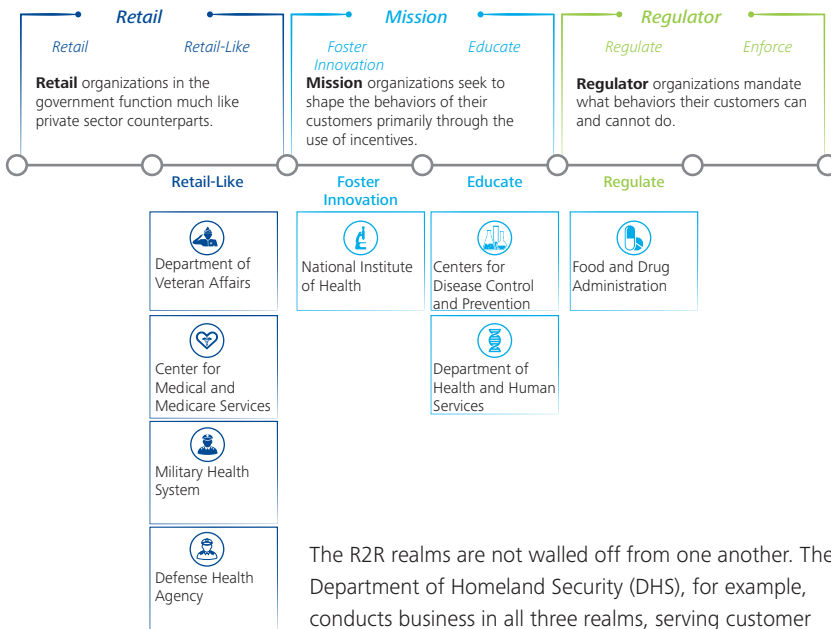 Retail
Mission
Regulator
Retail
Retail-Like
Foster
Innovation
Educate
Regulate
Enforce
Retail organizations in the
government function much like
private sector counterparts.
Mission organizations seek to
shape the behaviors of their
customers primarily through the
use of incentives.
Regulator organizations mandate
what behaviors their customers can
and cannot do.
Retail-Like
Foster
Innovation
Educate
Regulate
Department of
Veteran Affairs
National Institute
of Health
Centers for
Disease Control
and Prevention
Food and Drug
Administration
Center for
Medical and
Medicare Services
Department of
Health and Human
Services
Military Health
System
Defense Health
Agency
The R2R realms are not walled off from one another. The
Department of Homeland Security (DHS), for example,
conducts business in all three realms, serving customer